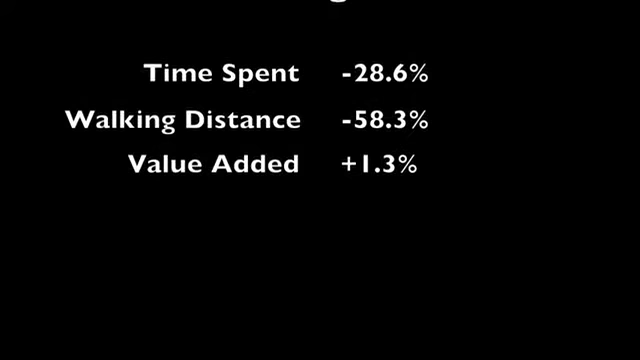 Time Spent -28.6%
Walking Distance -58.3%
Value Added +1.3%